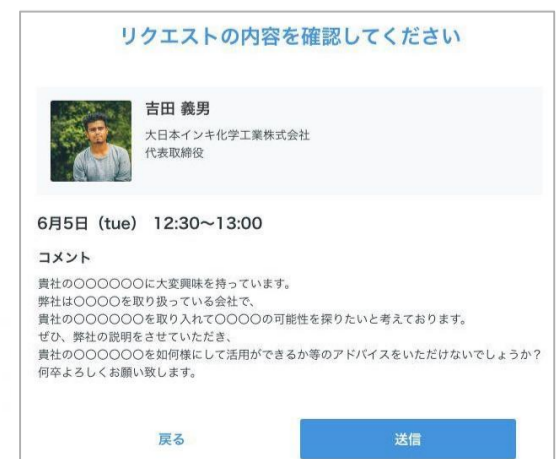 リクエストの内容を確認してください
吉田 義男
大日本インキ化学工業株式会社
代表取締役
6月5日（tue） 12:30〜13:00
コメント
貴社の〇〇〇〇〇〇に大変興味を持っています。
弊社は〇〇〇〇を取り扱っている会社で、
貴社の〇〇〇〇〇〇を取り入れて〇〇〇〇の可能性を探りたいと考えております。
ぜひ、弊社の説明をさせていただき、
貴社の〇〇〇〇〇〇を如何様にして活用ができるか等のアドバイスをいただけないでしょうか？
何卒よろしくお願い致します。
戻る
送信